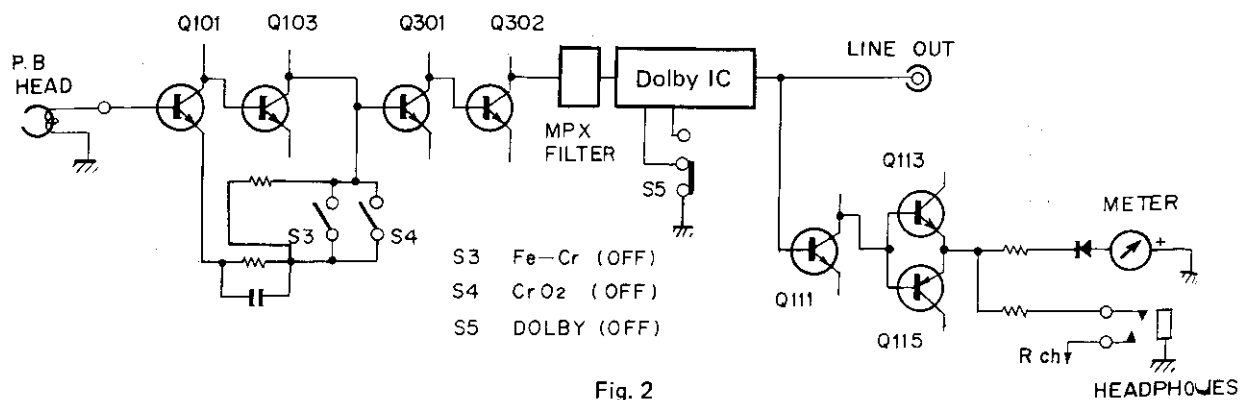 Q101
Q103
Q301
Q302
P.B
HEAD
MPX
FILTER
Dolby IC
S5
LINE OUT
S3
S4
S3 Fe-Cr (OFF)
S4 CrO2 (OFF)
S5 DOLBY (OFF)
Q111
Q113
Q115
METER
+
R ch
HEADPHONES
Fig. 2